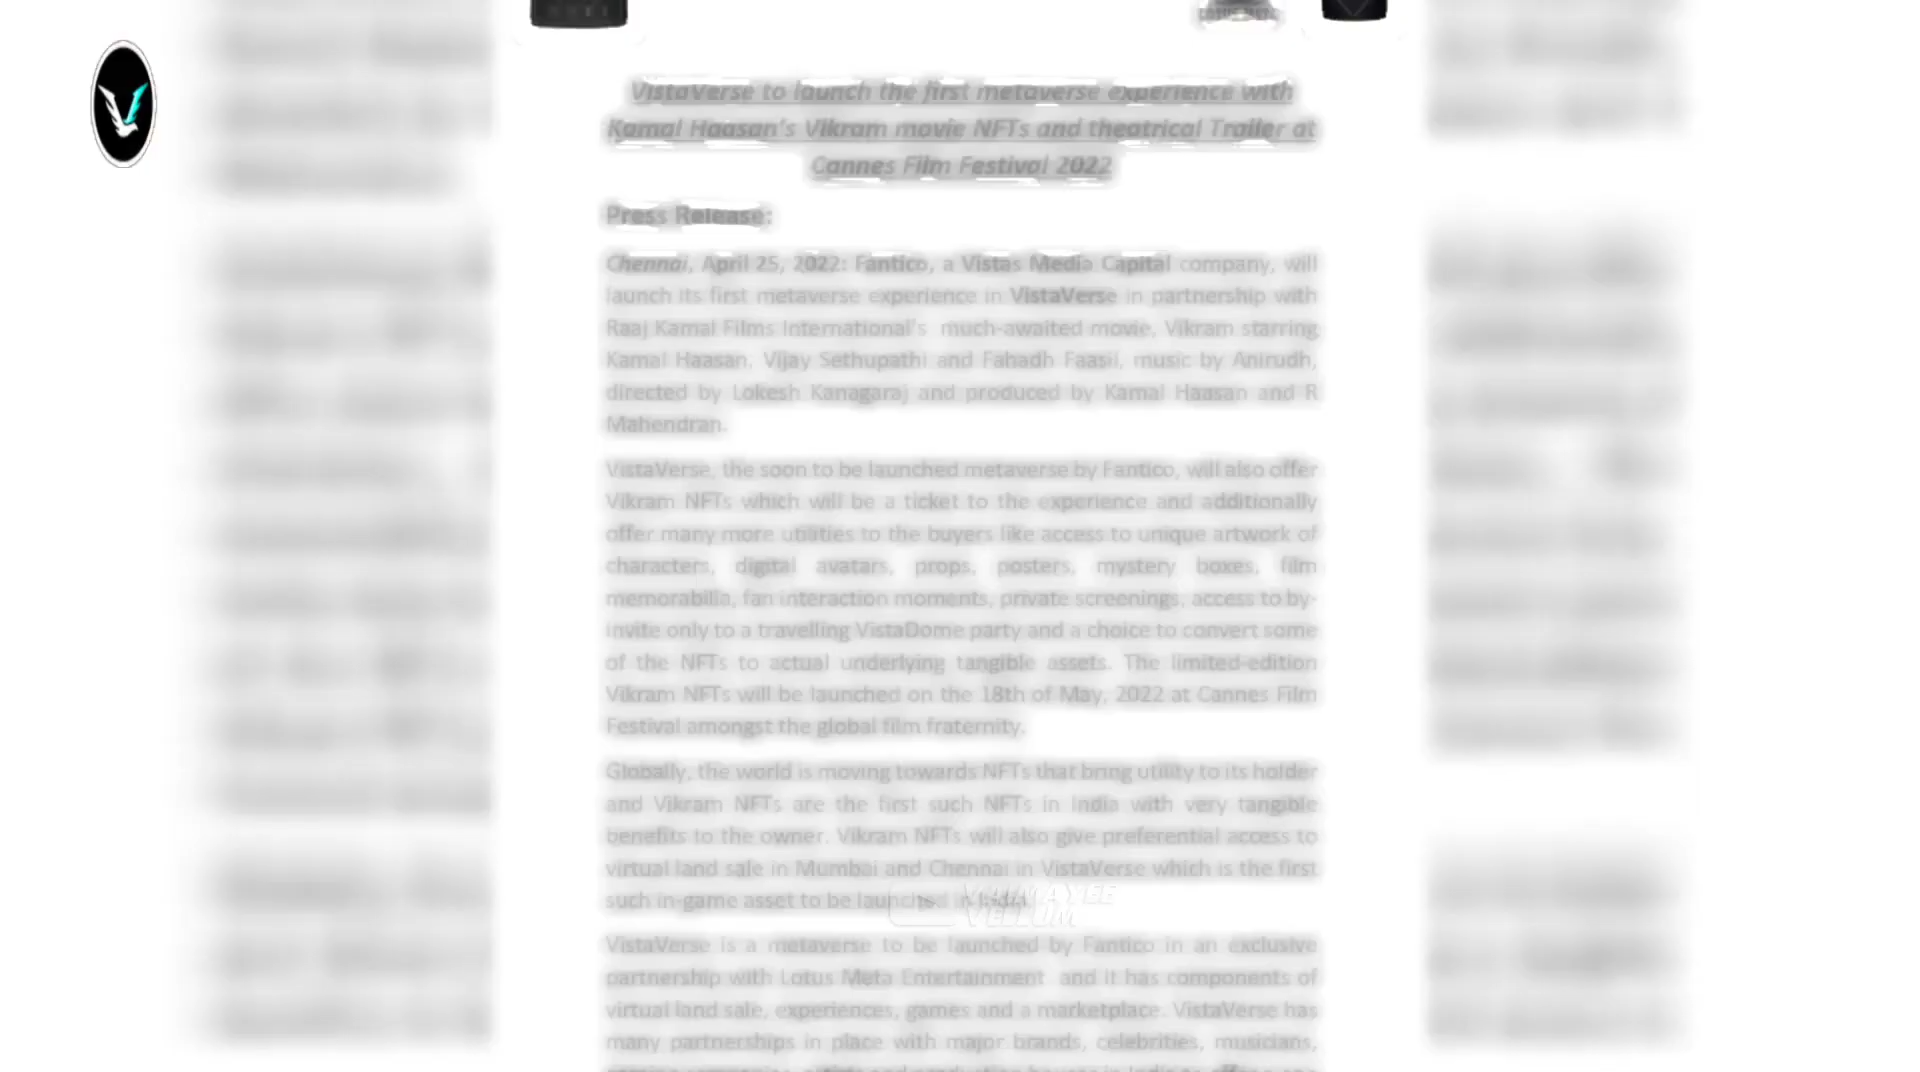 VistaVerse to launch the first metaverse experience with
Kamal Haasan's Vikram movie NFTs and theatrical Trailer at
Cannes Film Festival 2022
Press Release:
Chennai, April 25, 2022: Fantico, a Vistas Media Capital company, will
launch its first metaverse experience in VistaVerse in partnership with
Raaj Kamal Films International's much-awaited movie, Vikram starring
Kamal Haasan, Vijay Sethupathi and Fahadh Faasil, music by Anirudh,
directed by Lokesh Kanagaraj and produced by Kamal Haasan and R
Mahendran.
VistaVerse, the soon to be launched metaverse by Fantico, will also offer
Vikram NFTs which will be a ticket to the experience and additionally
offer many more utilities to the buyers like access to unique artwork of
characters, digital avatars, props, posters, mystery boxes, film
memorabilia, fan interaction moments, private screenings, access to by-
invite only to a travelling VistaDome party and a choice to convert some
of the NFTs to actual underlying tangible assets. The limited-edition
Vikram NFTs will be launched on the 18th of May, 2022 at Cannes Film
Festival amongst the global film fraternity.
Globally, the world is moving towards NFTs that bring utility to its holder
and Vikram NFTs are the first such NFTs in India with very tangible
benefits to the owner. Vikram NFTs will also give preferential access to
virtual land sale in Mumbai and Chennai in VistaVerse which is the first
such in-game asset to be launched in India.
VistaVerse is a metaverse to be launched by Fantico in an exclusive
partnership with Lotus Meta Entertainment and it has components of
virtual land sale, experiences, games and a marketplace. VistaVerse has
many partnerships in place with major brands, celebrities, musicians,